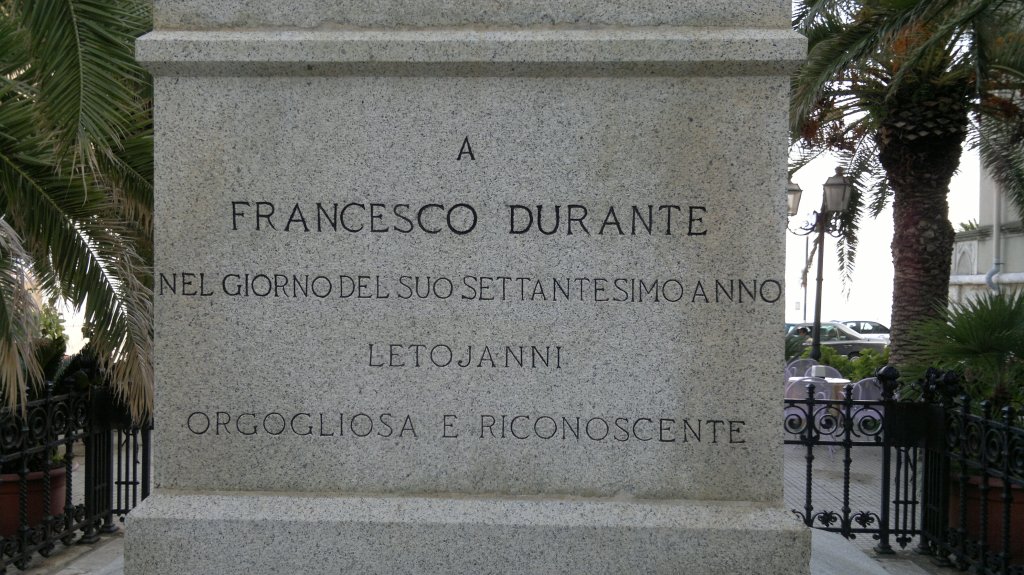 A
FRANCESCO DURANTE
NEL GIORNO DEL SUO SETTANTESIMO ANNO
LETOJANNI
ORGOGLIOSA E RICONOSCENTE